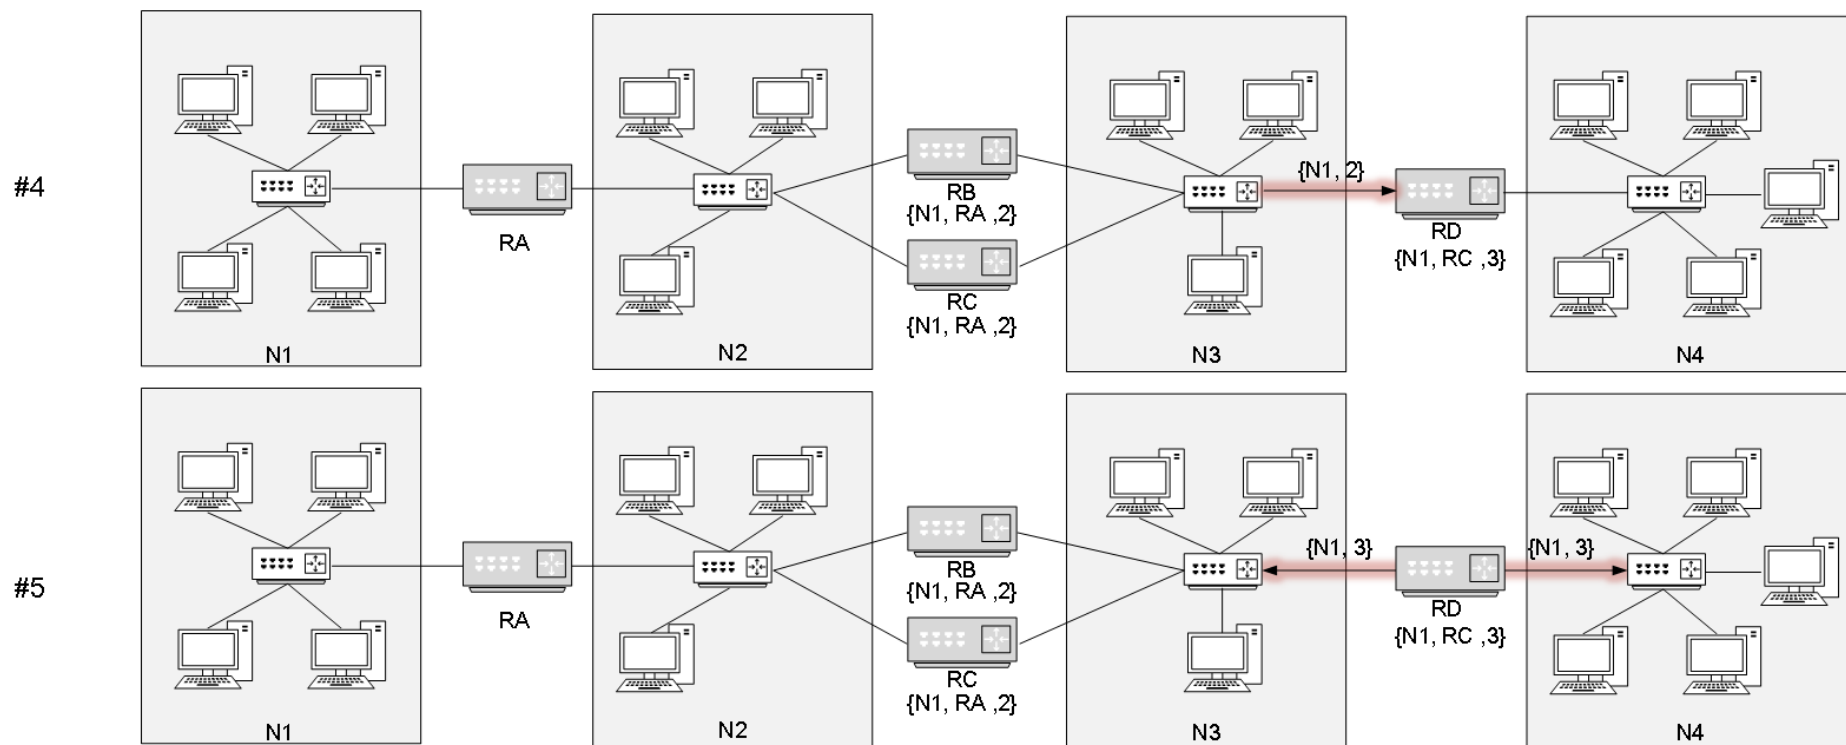 #4
{N1, 2}
RB
{N1, RA ,2}
RA
RD
{N1, RC ,3}
RC
{N1, RA ,2}
N1
N2
N3
N4
#5
{N1, 3}
{N1, 3}
RB
{N1, RA ,2}
RA
RD
{N1, RC ,3}
RC
{N1, RA ,2}
N1
N2
N3
N4